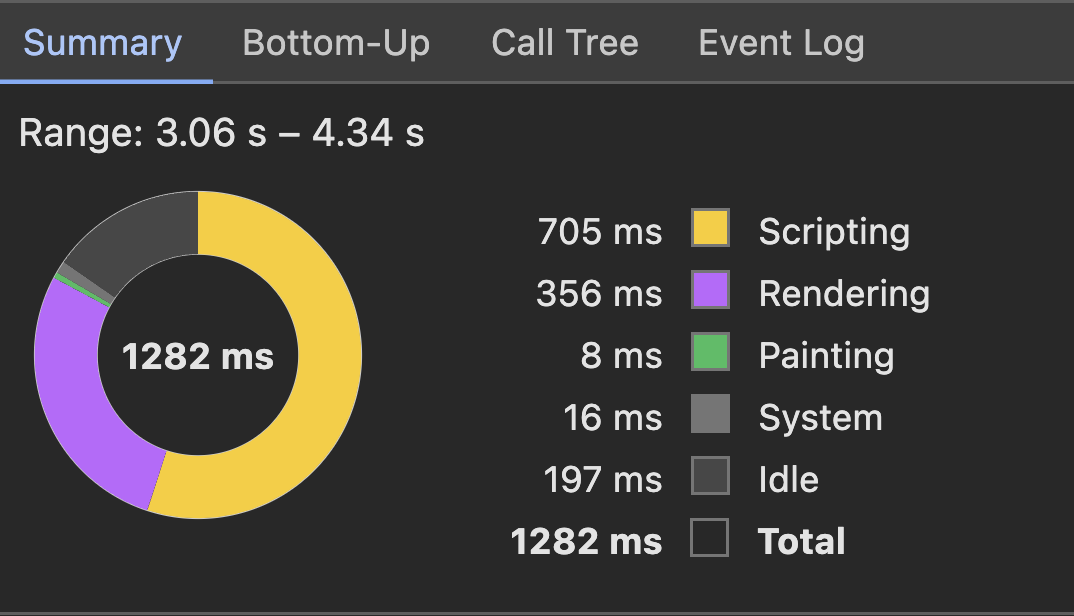 Summary Bottom-Up Call Tree Event Log
Range: 3.06 s – 4.34 s
1282 ms
705 ms Scripting
356 ms Rendering
8 ms Painting
16 ms System
197 ms Idle
1282 ms Total